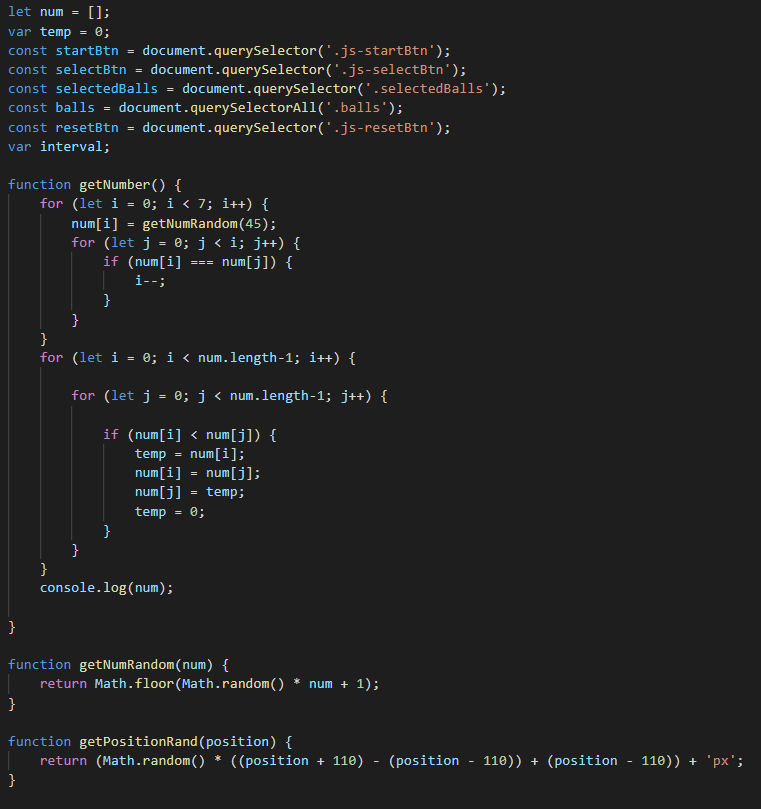 let num = [];
var temp = 0;
const startBtn = document.querySelector('.js-startBtn');
const selectBtn = document.querySelector('.js-selectBtn');
const selectedBalls = document.querySelector('.selectedBalls');
const balls = document.querySelectorAll('.balls');
const resetBtn = document.querySelector('.js-resetBtn');
var interval;

function getNumber() {
    for (let i = 0; i < 7; i++) {
        num[i] = getNumRandom(45);
        for (let j = 0; j < i; j++) {
            if (num[i] === num[j]) {
                i--;
            }
        }
    }
    for (let i = 0; i < num.length-1; i++) {

        for (let j = 0; j < num.length-1; j++) {

            if (num[i] < num[j]) {
                temp = num[i];
                num[i] = num[j];
                num[j] = temp;
                temp = 0;
            }
        }
    }
    console.log(num);

}

function getNumRandom(num) {
    return Math.floor(Math.random() * num + 1);
}

function getPositionRand(position) {
    return (Math.random() * ((position + 110) - (position - 110)) + (position - 110)) + 'px';
}